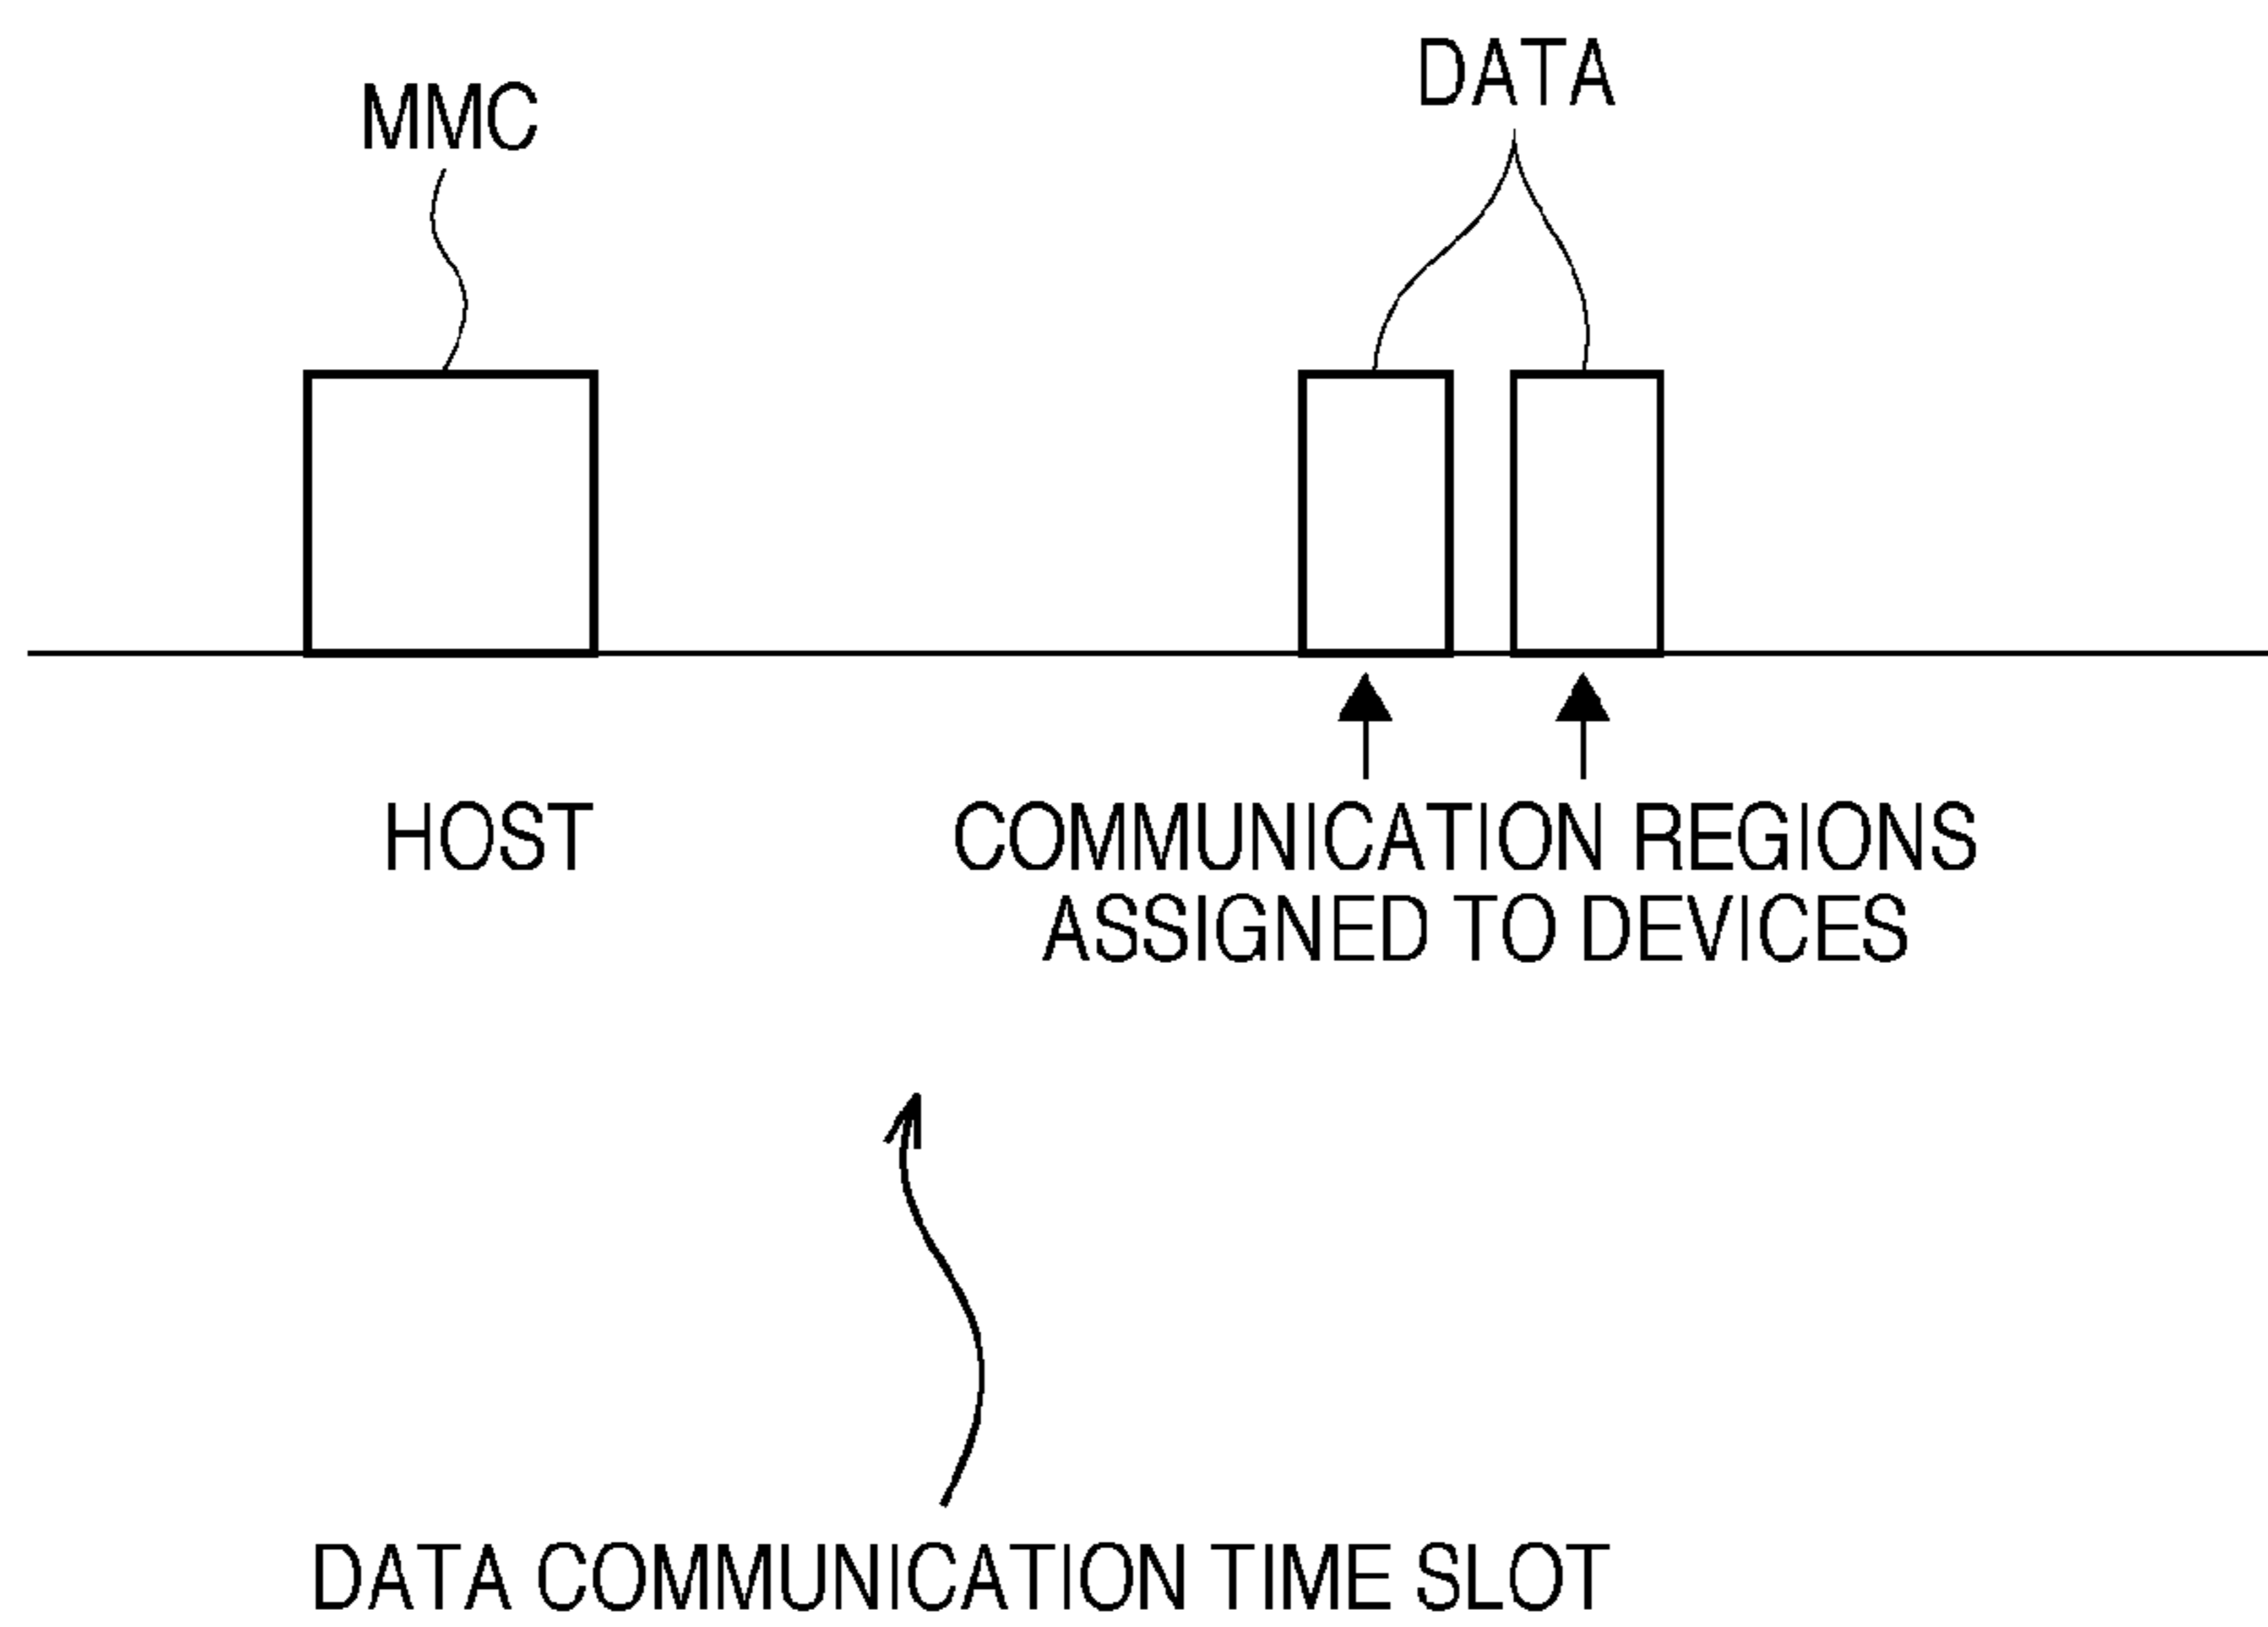 MMC
DATA
HOST
COMMUNICATION REGIONS
ASSIGNED TO DEVICES
DATA COMMUNICATION TIME SLOT